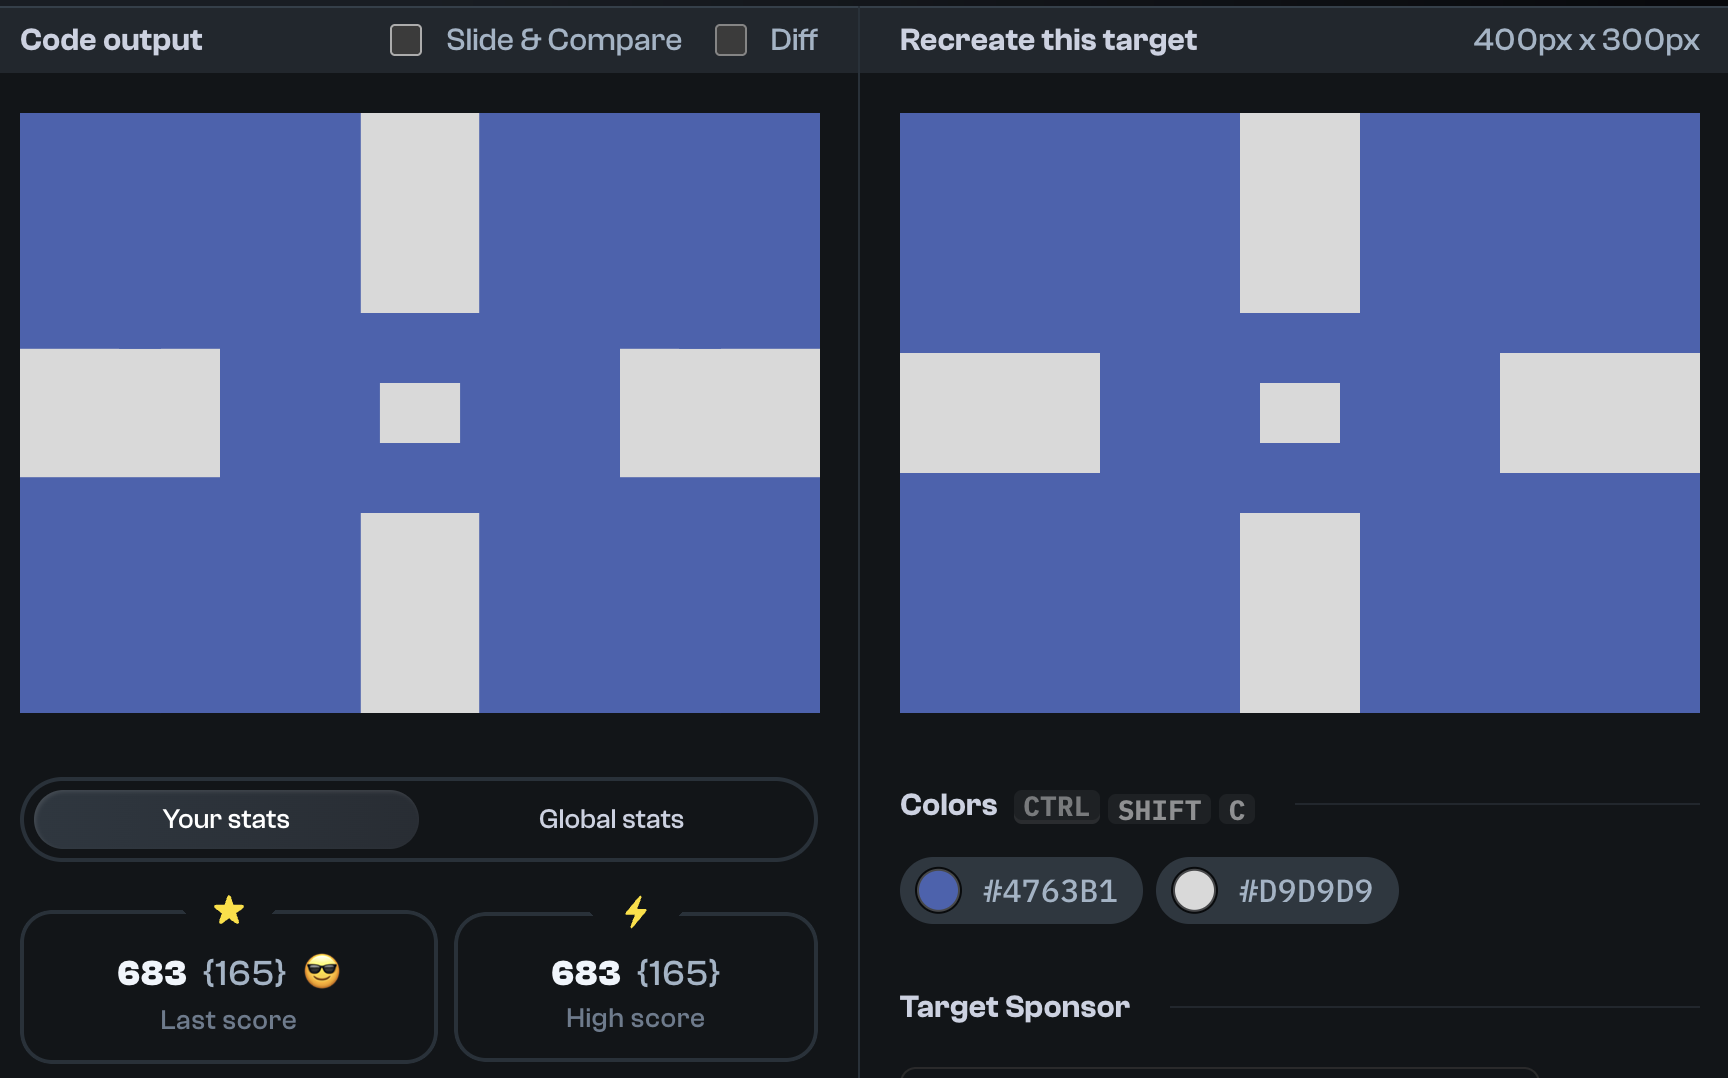 Code output
Slide & Compare
Diff
Recreate this target
400px x 300px
Your stats
Global stats
683 {165} 😎
Last score
683 {165}
High score
Colors CTRL SHIFT C
#4763B1
#D9D9D9
Target Sponsor